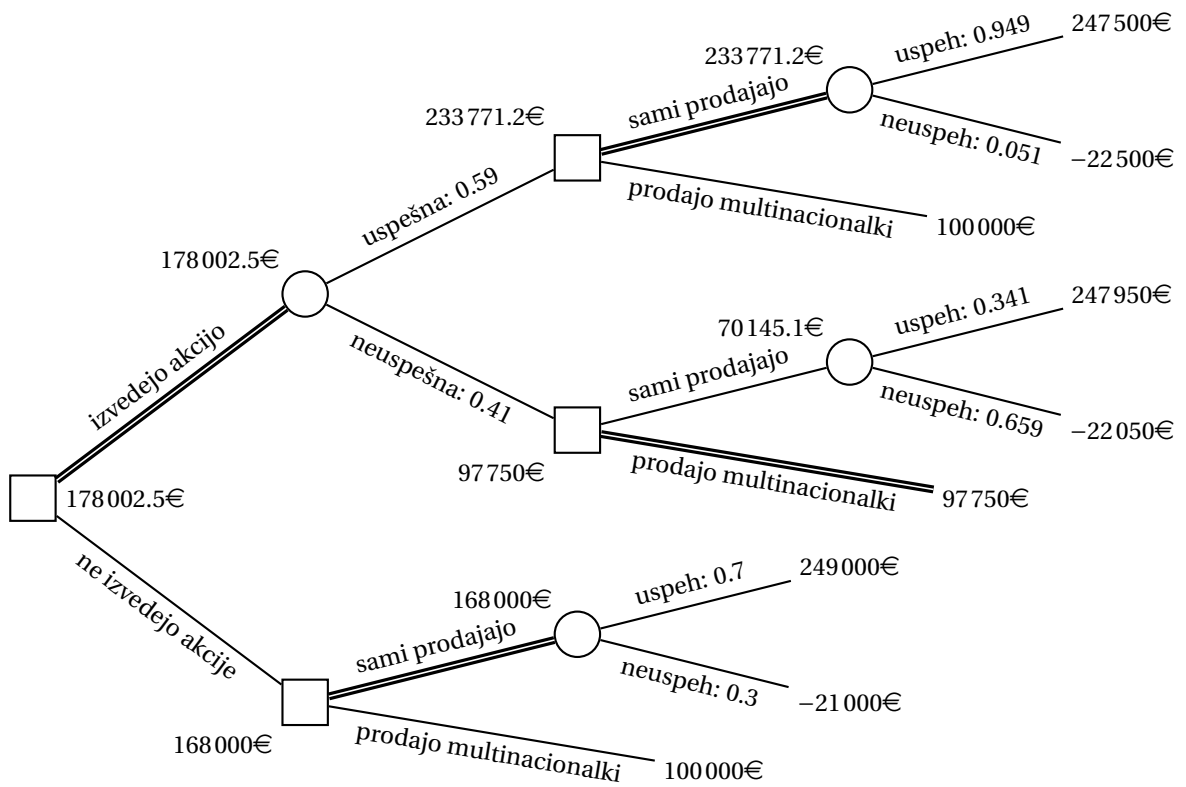 247 500€
uspeh: 0.949
233 771.2€
sami prodajajo
neuspeh: 0.051
−22 500€
233 771.2€
prodajo multinacionalki
100 000€
uspešna: 0.59
178 002.5€
izvedejo akcijo
neuspešna: 0.41
247 950€
uspeh: 0.341
70 145.1€
sami prodajajo
neuspeh: 0.659
−22 050€
97 750€
prodajo multinacionalki
97 750€
178 002.5€
ne izvedejo akcije
249 000€
uspeh: 0.7
168 000€
sami prodajajo
neuspeh: 0.3
−21 000€
168 000€
prodajo multinacionalki
100 000€